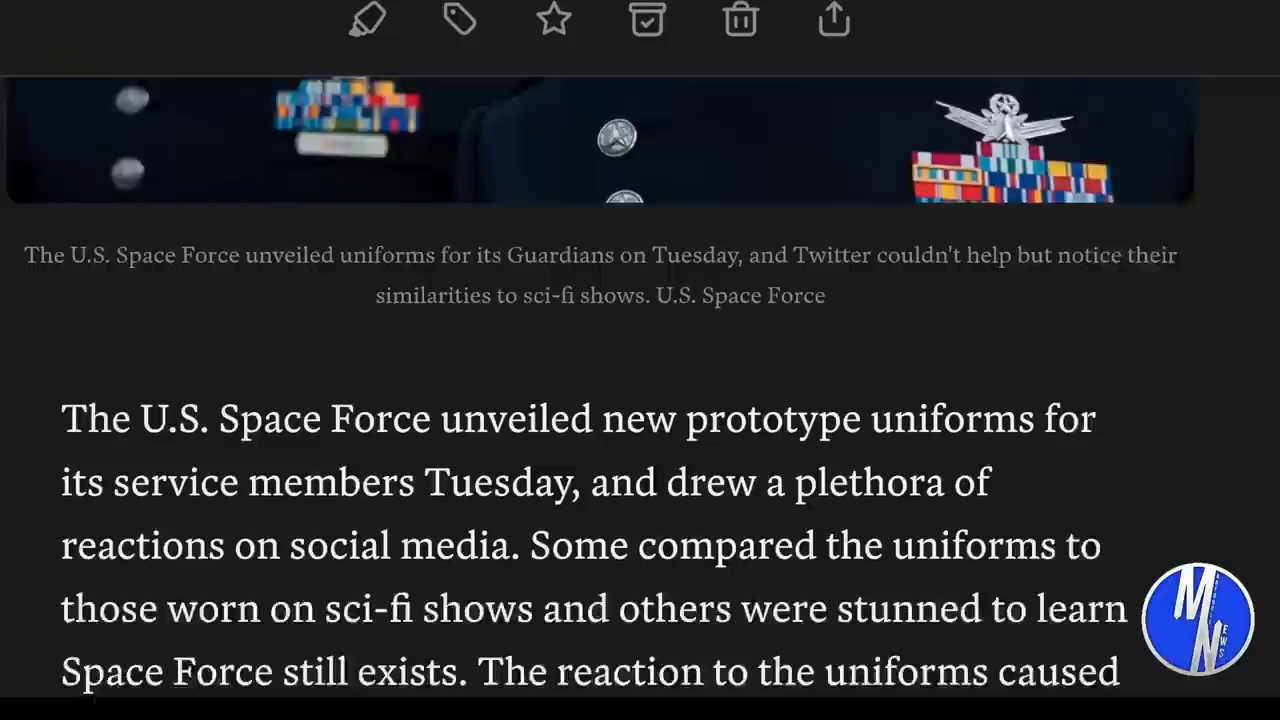 The U.S. Space Force unveiled uniforms for its Guardians on Tuesday, and Twitter couldn't help but notice their
similarities to sci-fi shows. U.S. Space Force
The U.S. Space Force unveiled new prototype uniforms for
its service members Tuesday, and drew a plethora of
reactions on social media. Some compared the uniforms to
those worn on sci-fi shows and others were stunned to learn
Space Force still exists. The reaction to the uniforms caused
M
N